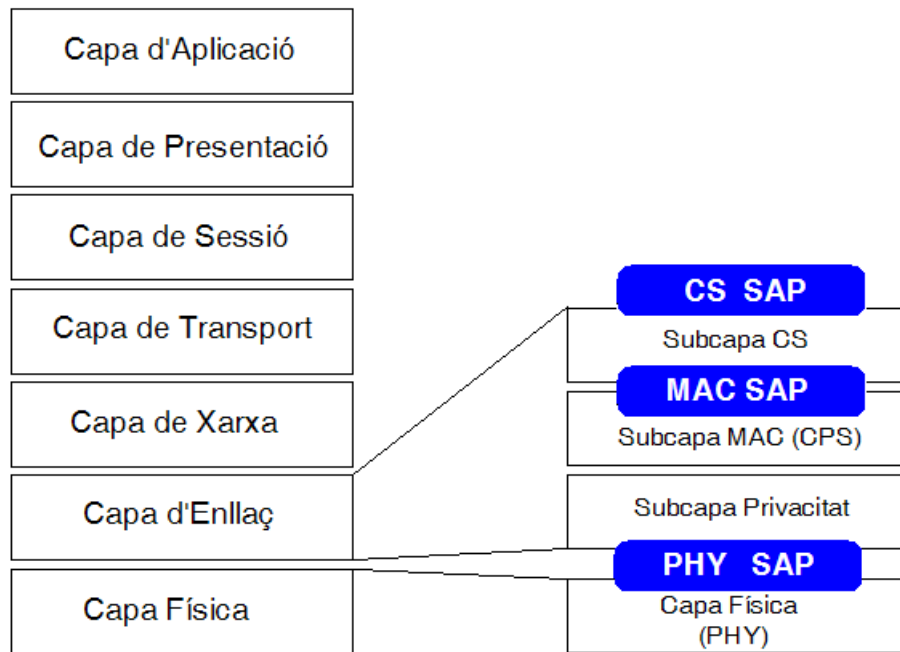 Capa d'Aplicació
Capa de Presentació
Capa de Sessió
Capa de Transport
Capa de Xarxa
Capa d'Enllaç
Capa Física
CS SAP
Subcapa CS
MAC SAP
Subcapa MAC (CPS)
Subcapa Privacitat
PHY SAP
Capa Física
(PHY)